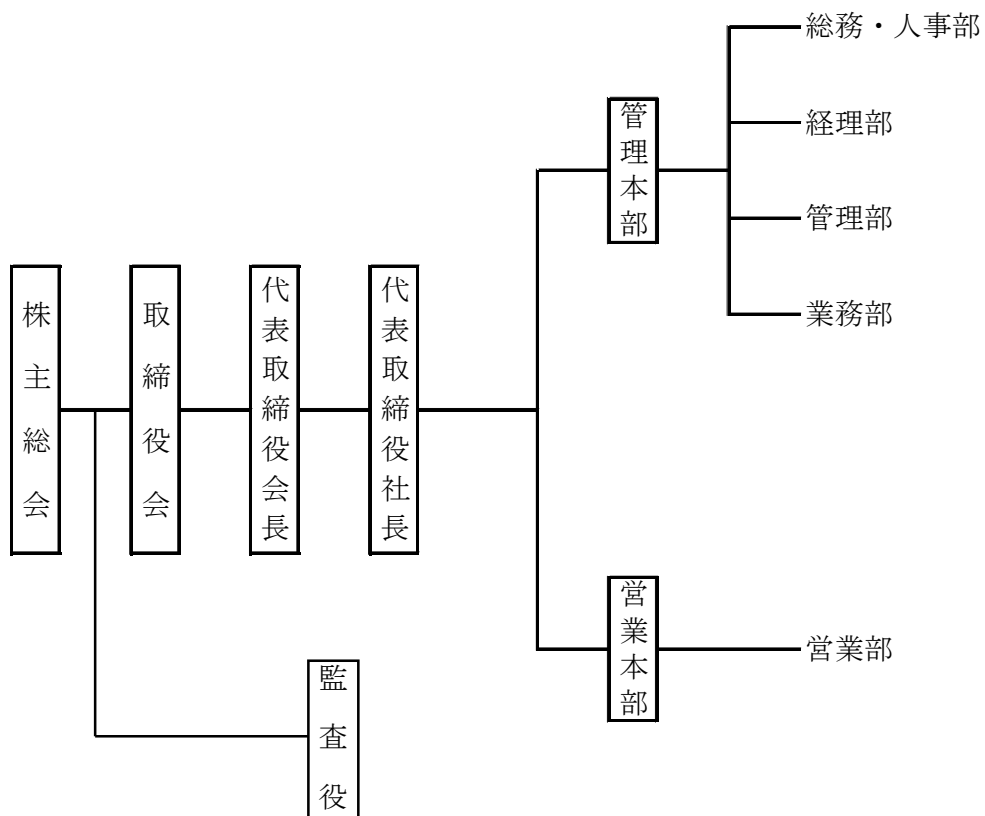 株主総会
取締役会
代表取締役会長
代表取締役社長
監査役
管理本部
総務・人事部
経理部
管理部
業務部
営業本部
営業部